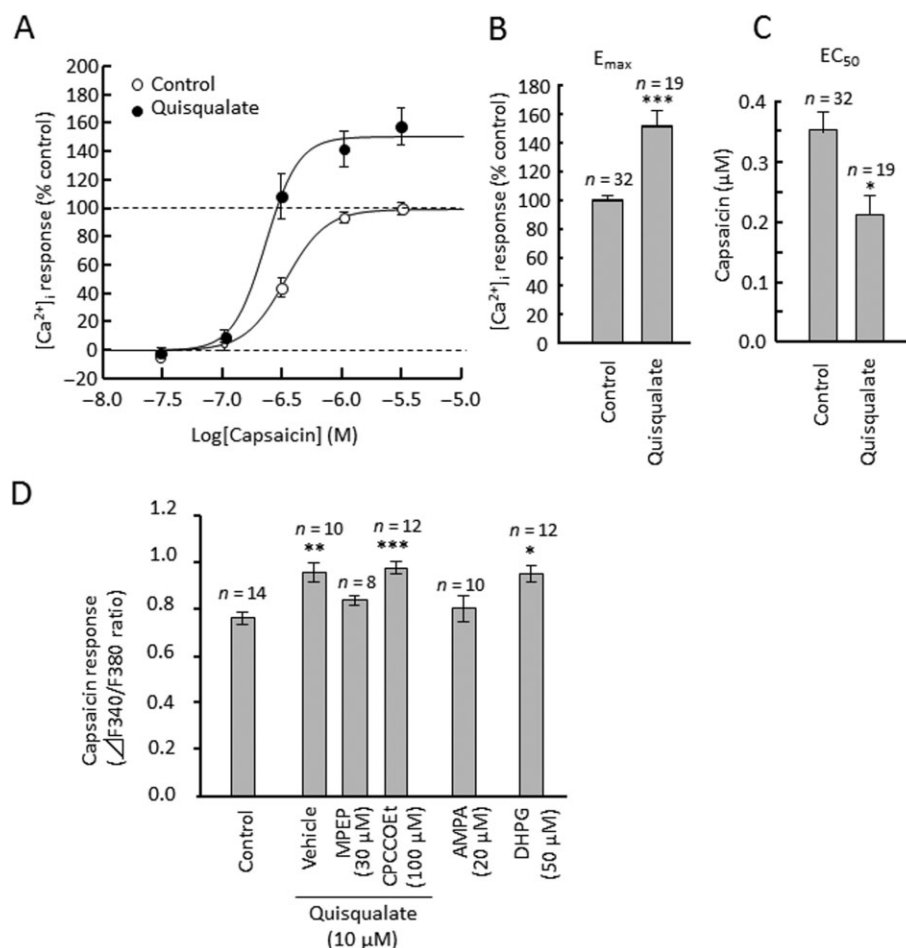 A
200
180
160
140
120
100
80
60
40
20
0
−20
[Ca²⁺]ᵢ response (% control)
Control
Quisqualate
−8.0 −7.5 −7.0 −6.5 −6.0 −5.5 −5.0
Log[Capsaicin] (M)
B
Eₘₐₓ
180
160
140
120
100
80
60
40
20
0
[Ca²⁺]ᵢ response (% control)
n = 32
n = 19
***
Control
Quisqualate
C
EC₅₀
0.4
0.3
0.2
0.1
0.0
Capsaicin (μM)
n = 32
n = 19
*
Control
Quisqualate
D
1.2
1.0
0.8
0.6
0.4
0.2
0.0
Capsaicin response
(⊿F340/F380 ratio)
n = 14
n = 10
**
n = 8
n = 12
***
n = 10
n = 12
*
Control
Vehicle
MPEP
(30 μM)
CPCCOEt
(100 μM)
AMPA
(20 μM)
DHPG
(50 μM)
Quisqualate
(10 μM)